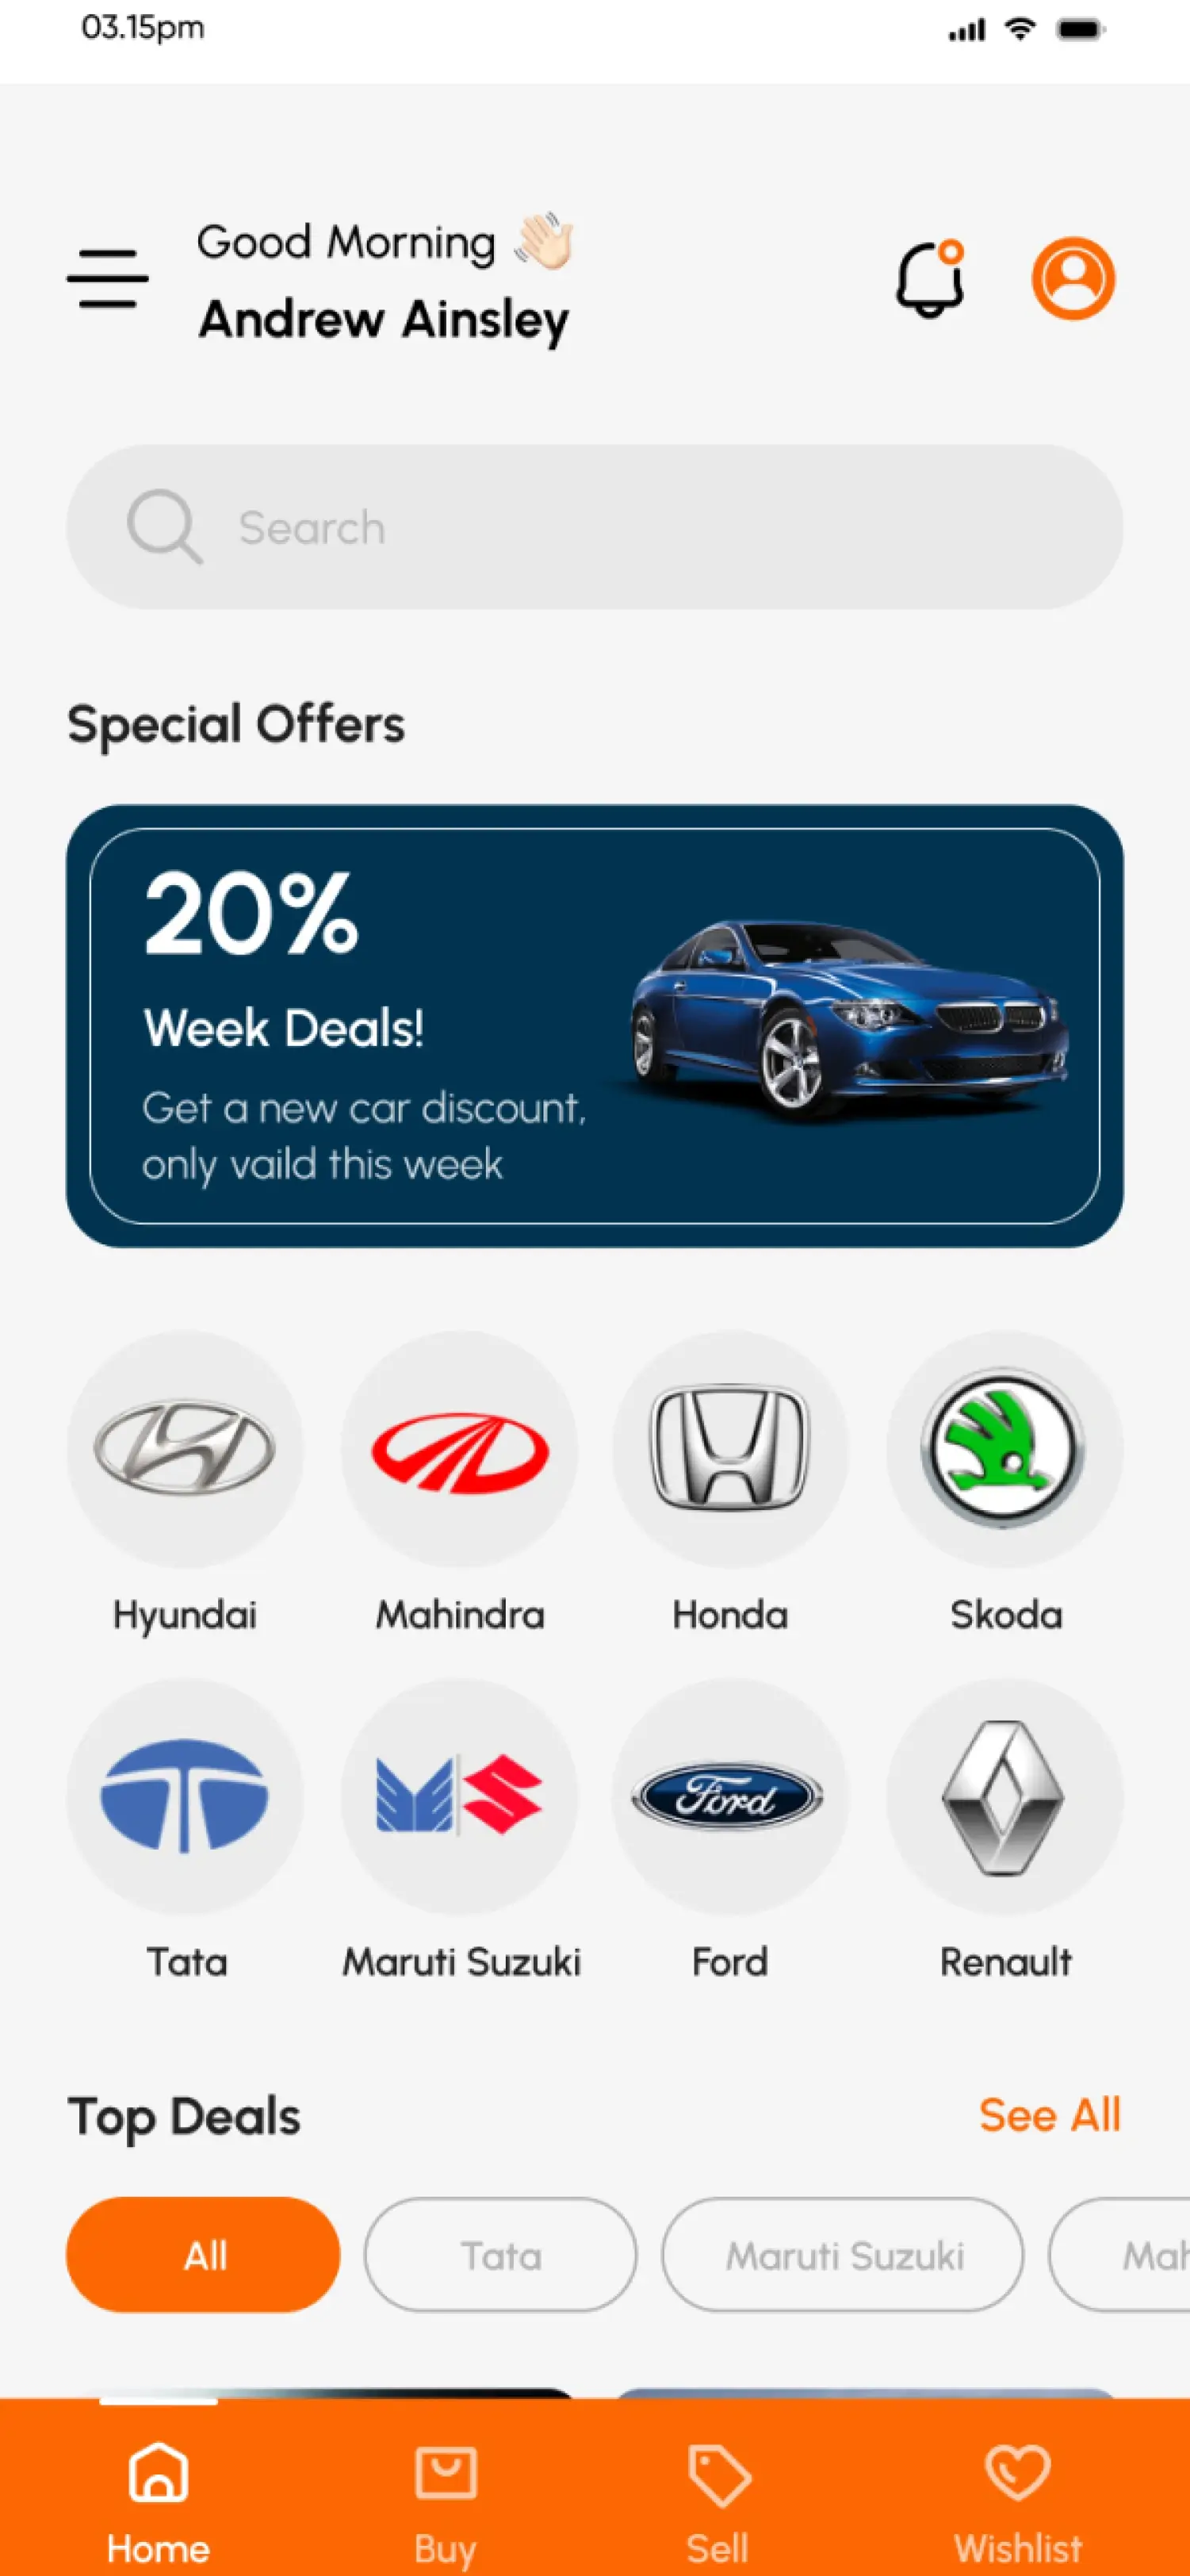 03.15pm
Good Morning 👋🏻
Andrew Ainsley
Search
Special Offers
20%
Week Deals!
Get a new car discount,
only vaild this week
Hyundai
Mahindra
Honda
Skoda
Ford
Tata
Maruti Suzuki
Ford
Renault
Top Deals
See All
All
Tata
Maruti Suzuki
Mah
Home
Buy
Sell
Wishlist